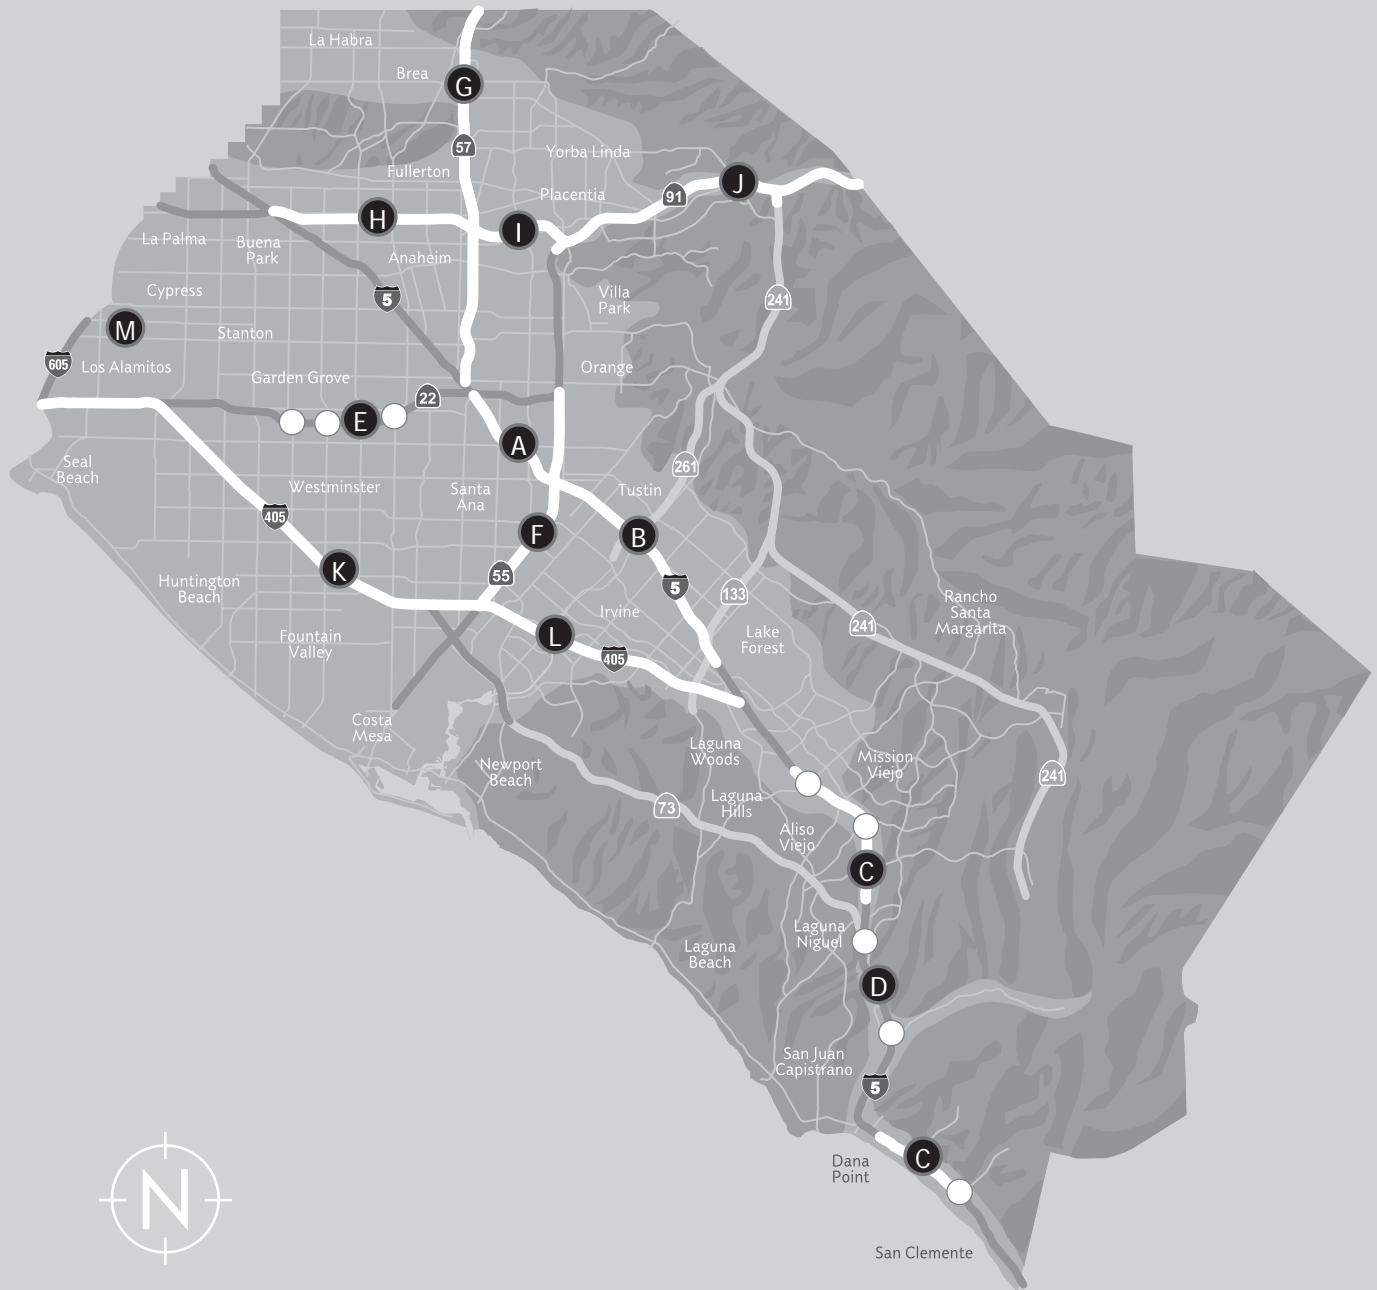 La Habra
Brea
G
57
Yorba Linda
Fullerton
Placentia
91
J
H
I
La Palma
Buena
Park
Anaheim
Cypress
5
Villa
Park
241
M
Stanton
605
Los Alamitos
Garden Grove
Orange
22
E
A
Seal
Beach
261
Westminster
Santa
Ana
Tustin
405
F
B
K
55
5
133
Huntington
Beach
Irvine
Rancho
Santa
Margarita
241
Fountain
Valley
L
405
Lake
Forest
Costa
Mesa
Laguna
Woods
Mission
Viejo
Newport
Beach
241
73
Laguna
Hills
Aliso
Viejo
C
Laguna
Niguel
Laguna
Beach
D
San Juan
Capistrano
5
C
Dana
Point
N
San Clemente